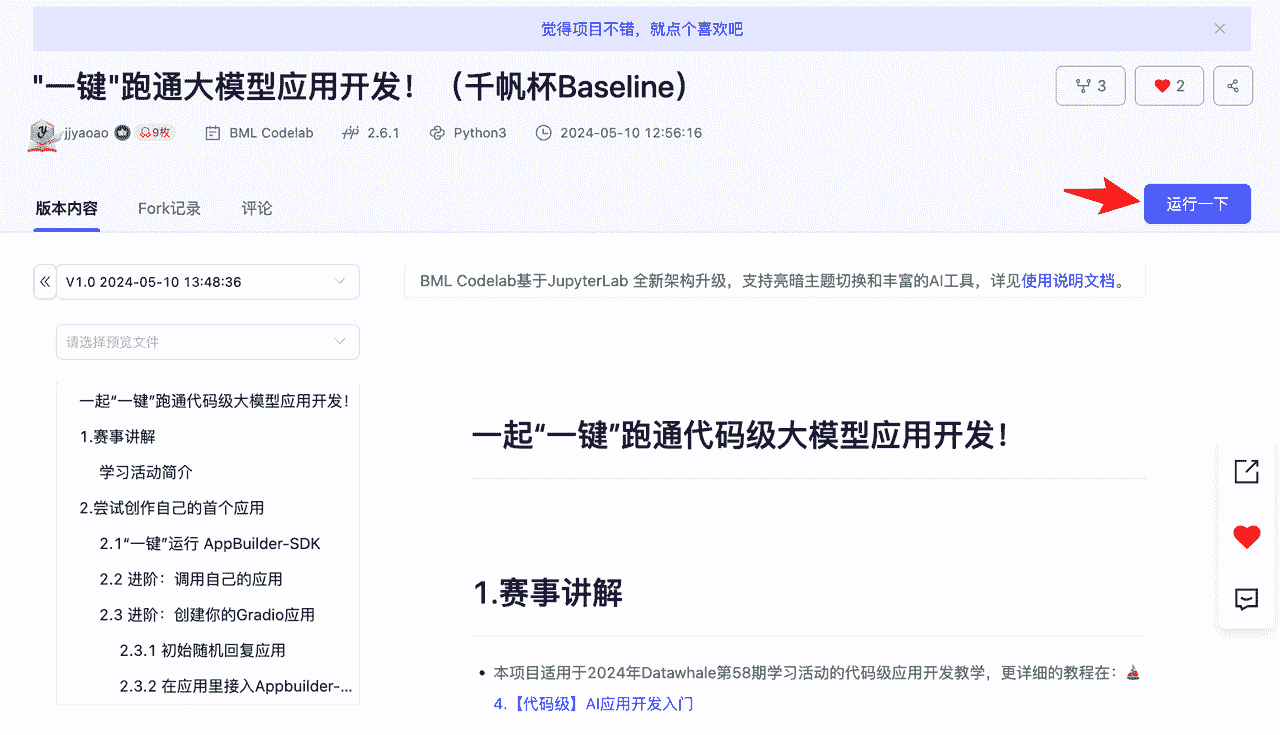 觉得项目不错，就点个喜欢吧
"一键"跑通大模型应用开发！（千帆杯Baseline）
3
2
jjyaoao 9枚 BML Codelab 2.6.1 Python3 2024-05-10 12:56:16
版本内容 Fork记录 评论
运行一下
V1.0 2024-05-10 13:48:36
BML Codelab基于JupyterLab 全新架构升级，支持亮暗主题切换和丰富的AI工具，详见使用说明文档。
请选择预览文件
一起“一键”跑通代码级大模型应用开发！
1.赛事讲解
学习活动简介
2.尝试创作自己的首个应用
2.1“一键”运行 AppBuilder-SDK
2.2 进阶：调用自己的应用
2.3 进阶：创建你的Gradio应用
2.3.1 初始随机回复应用
2.3.2 在应用里接入Appbuilder-...
一起“一键”跑通代码级大模型应用开发！
1.赛事讲解
• 本项目适用于2024年Datawhale第58期学习活动的代码级应用开发教学，更详细的教程在：⛵
4.【代码级】AI应用开发入门